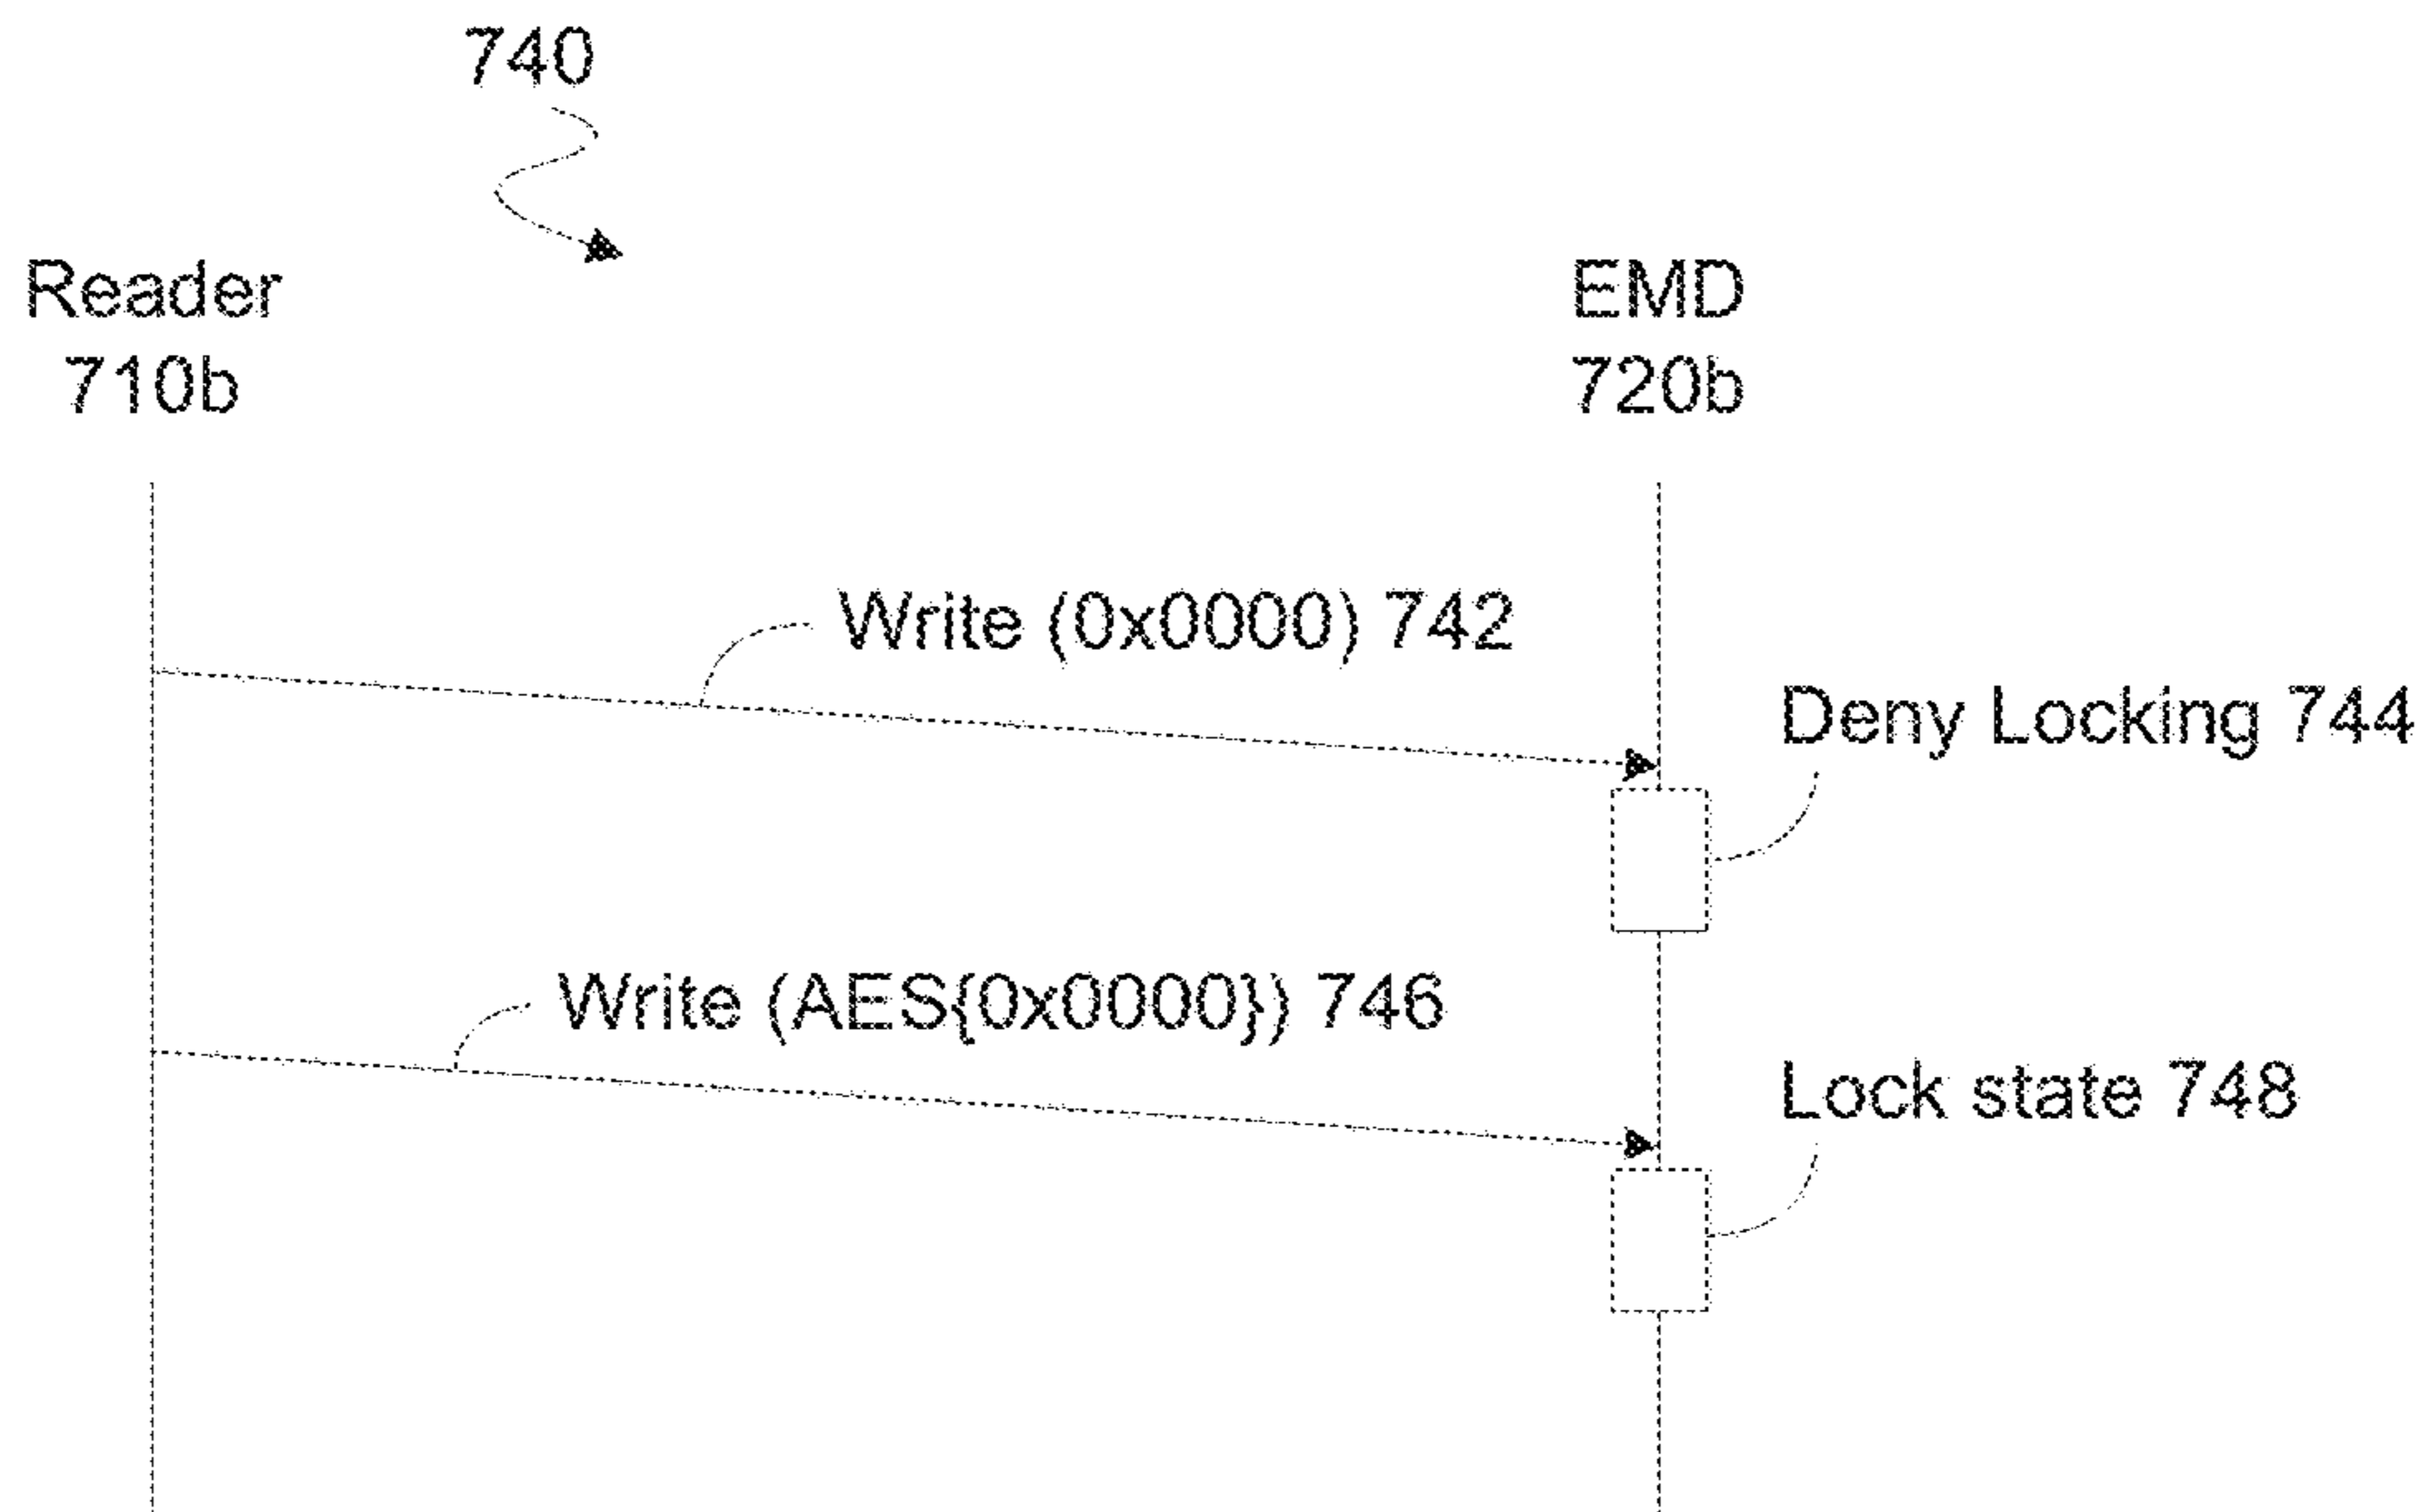 740
Reader
710b
EMD
720b
Write (0x0000) 742
Deny Locking 744
Write (AES{0x0000}) 746
Lock state 748